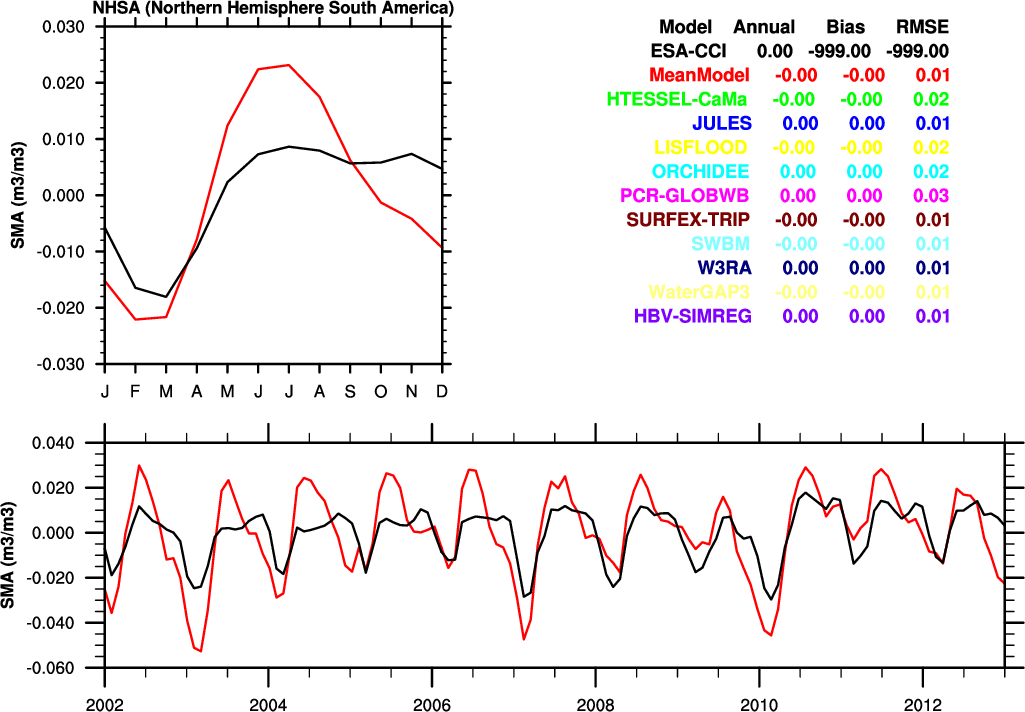 NHSA (Northern Hemisphere South America)
0.030
0.020
0.010
0.000
-0.010
-0.020
-0.030
SMA (m3/m3)
J F M A M J J A S O N D
Model Annual Bias RMSE
ESA-CCI 0.00 -999.00 -999.00
MeanModel -0.00 -0.00 0.01
HTESSEL-CaMa -0.00 -0.00 0.02
JULES 0.00 0.00 0.01
LISFLOOD -0.00 -0.00 0.02
ORCHIDEE 0.00 0.00 0.02
PCR-GLOBWB 0.00 0.00 0.03
SURFEX-TRIP -0.00 -0.00 0.01
SWBM -0.00 -0.00 0.01
W3RA 0.00 0.00 0.01
WaterGAP3 -0.00 -0.00 0.01
HBV-SIMREG 0.00 0.00 0.01
0.040
0.020
0.000
-0.020
-0.040
-0.060
SMA (m3/m3)
2002 2004 2006 2008 2010 2012